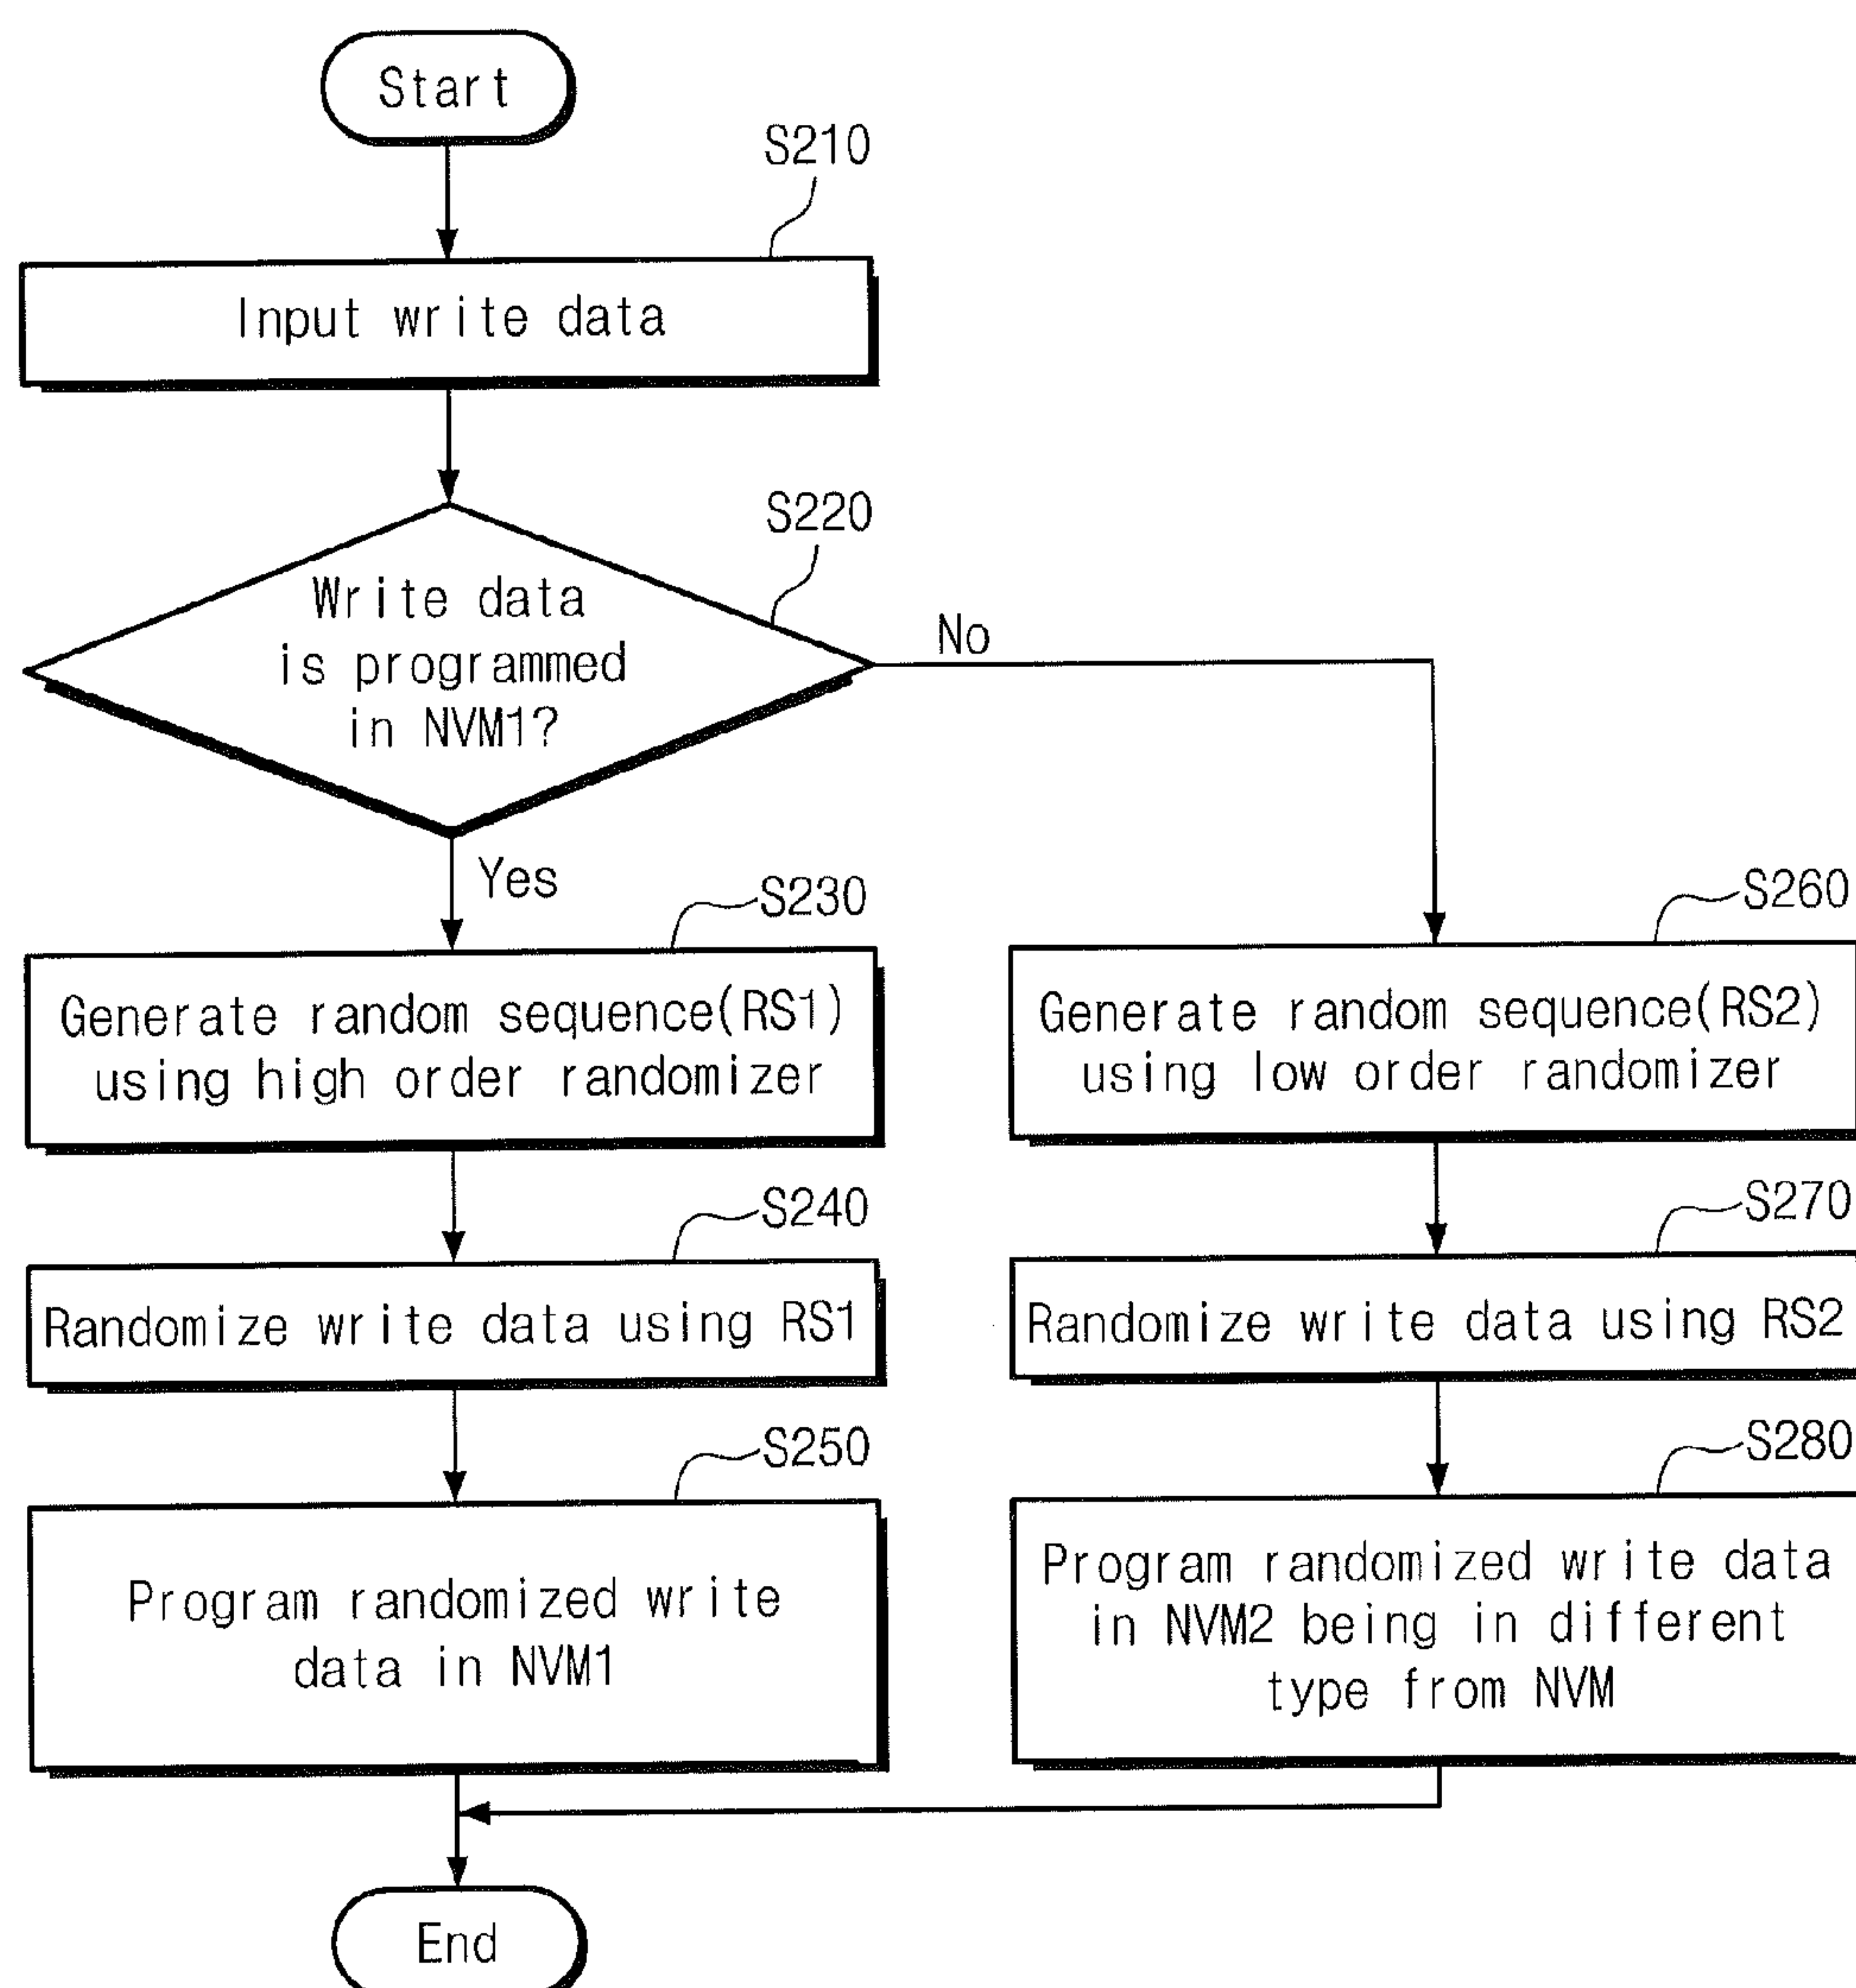 Start
S210
Input write data
S220
Write data
is programmed
in NVM1?
No
Yes
S230
Generate random sequence(RS1)
using high order randomizer
S240
Randomize write data using RS1
S250
Program randomized write
data in NVM1
S260
Generate random sequence(RS2)
using low order randomizer
S270
Randomize write data using RS2
S280
Program randomized write data
in NVM2 being in different
type from NVM
End